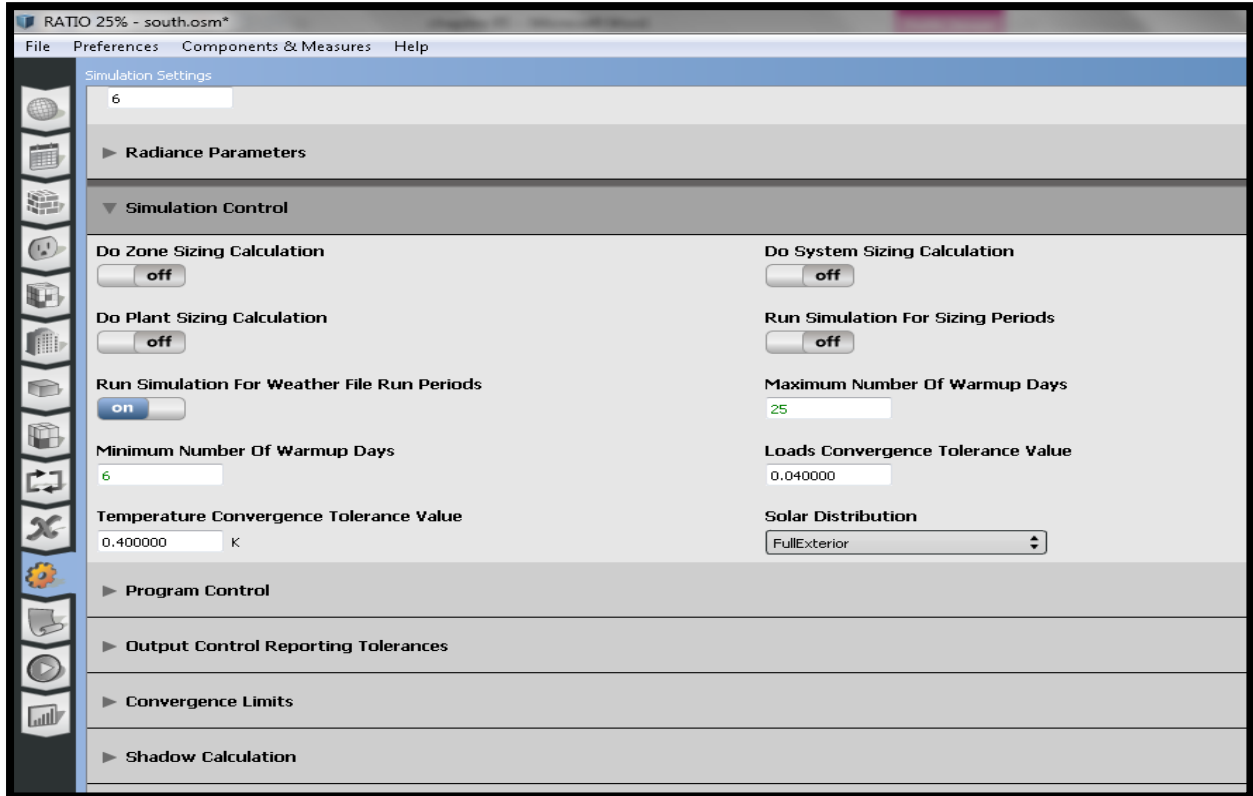 RATIO 25% - south.osm*
File Preferences Components & Measures Help
Simulation Settings
6
Radiance Parameters
Simulation Control
Do Zone Sizing Calculation
off
Do System Sizing Calculation
off
Do Plant Sizing Calculation
off
Run Simulation For Sizing Periods
off
Run Simulation For Weather File Run Periods
on
Maximum Number Of Warmup Days
25
Minimum Number Of Warmup Days
6
Loads Convergence Tolerance Value
0.040000
Temperature Convergence Tolerance Value
0.400000 K
Solar Distribution
FullExterior
Program Control
Output Control Reporting Tolerances
Convergence Limits
Shadow Calculation